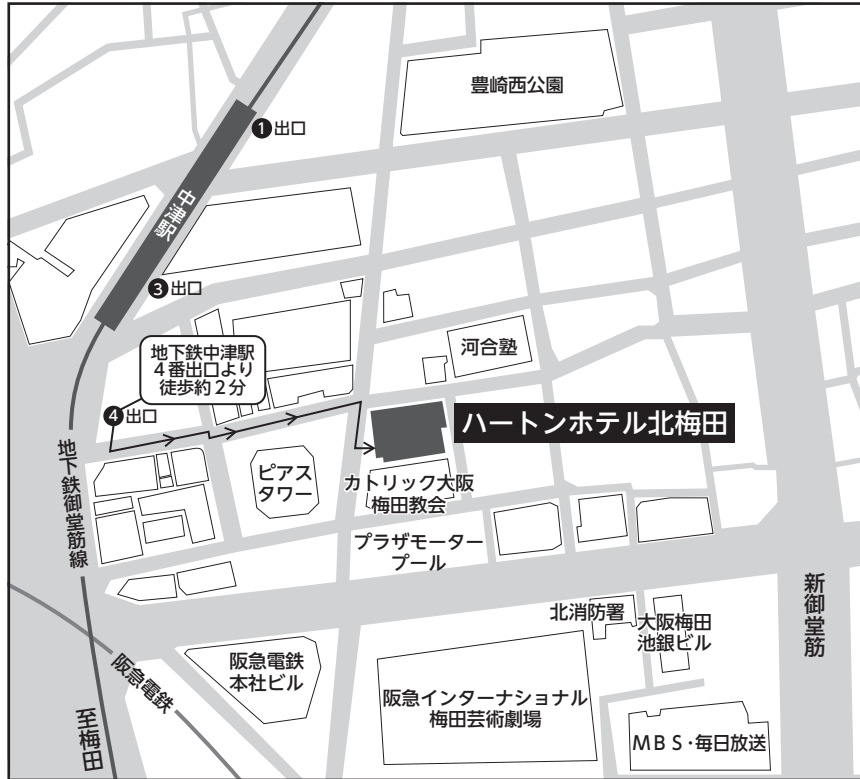 豊崎西公園
❶出口
中津駅
❸出口
地下鉄中津駅
４番出口より
徒歩約２分
河合塾
❹出口
ハートンホテル北梅田
地下鉄御堂筋線
ピアス
タワー
カトリック大阪
梅田教会
プラザモーター
プール
新御堂筋
北消防署
大阪梅田
池銀ビル
阪急電鉄
阪急電鉄
本社ビル
阪急インターナショナル
梅田芸術劇場
至梅田
ＭＢＳ・毎日放送